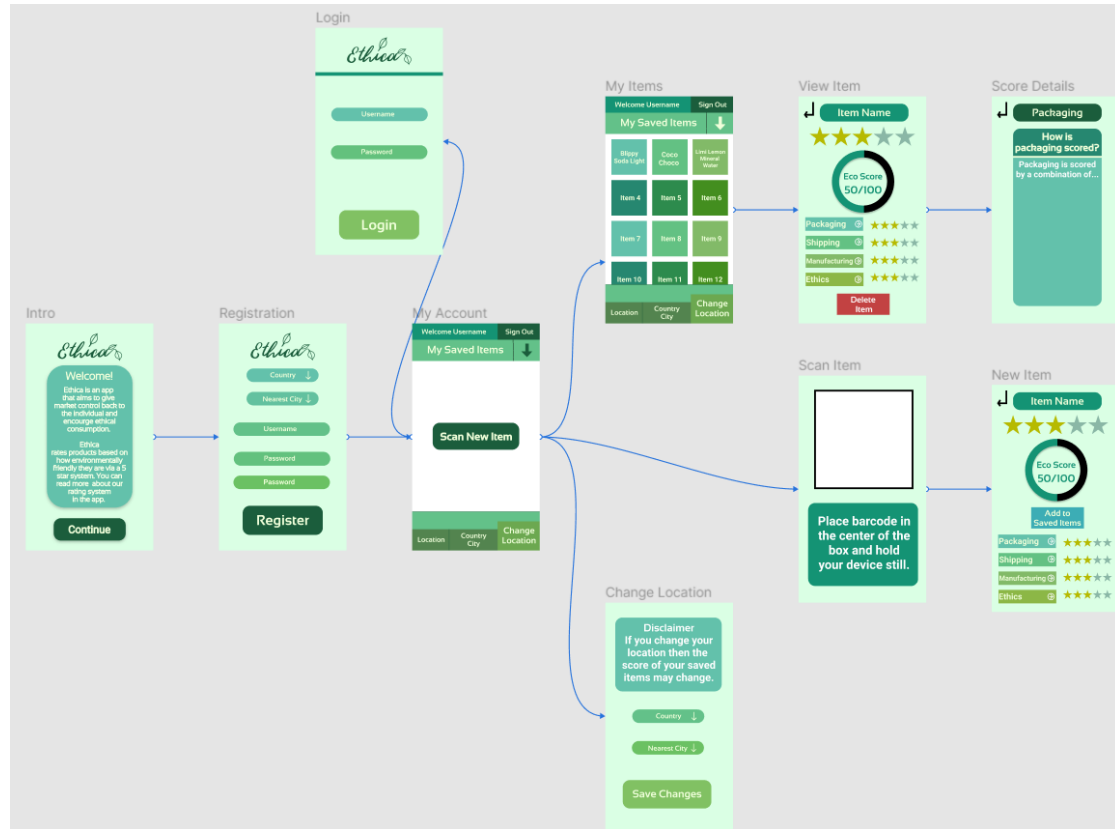 Login
Ethica
Username
Password
Login
My Items
Welcome Username
Sign Out
My Saved Items
Blippy
Soda Light
Coco
Choco
Limi Lemon
Mineral
Water
Item 4
Item 5
Item 6
Item 7
Item 8
Item 9
Item 10
Item 11
Item 12
Location
Country
City
Change
Location
View Item
Item Name
Eco Score
50/100
Packaging
Shipping
Manufacturing
Ethics
Delete
Item
Score Details
Packaging
How is
packaging scored?
Packaging is scored
by a combination of...
Intro
Ethica
Welcome!
Ethica is an app
that aims to give
market control back to
the individual and
encourge ethical
consumption.
Ethica
rates products based on
how environmentally
friendly they are via a 5
star system. You can
read more about our
rating system
in the app.
Continue
Registration
Ethica
Country
Nearest City
Username
Password
Password
Register
My Account
Welcome Username
Sign Out
My Saved Items
Scan New Item
Location
Country
City
Change
Location
Scan Item
Place barcode in
the center of the
box and hold
your device still.
New Item
Item Name
Eco Score
50/100
Add to
Saved Items
Packaging
Shipping
Manufacturing
Ethics
Change Location
Disclaimer
If you change your
location then the
score of your saved
items may change.
Country
Nearest City
Save Changes